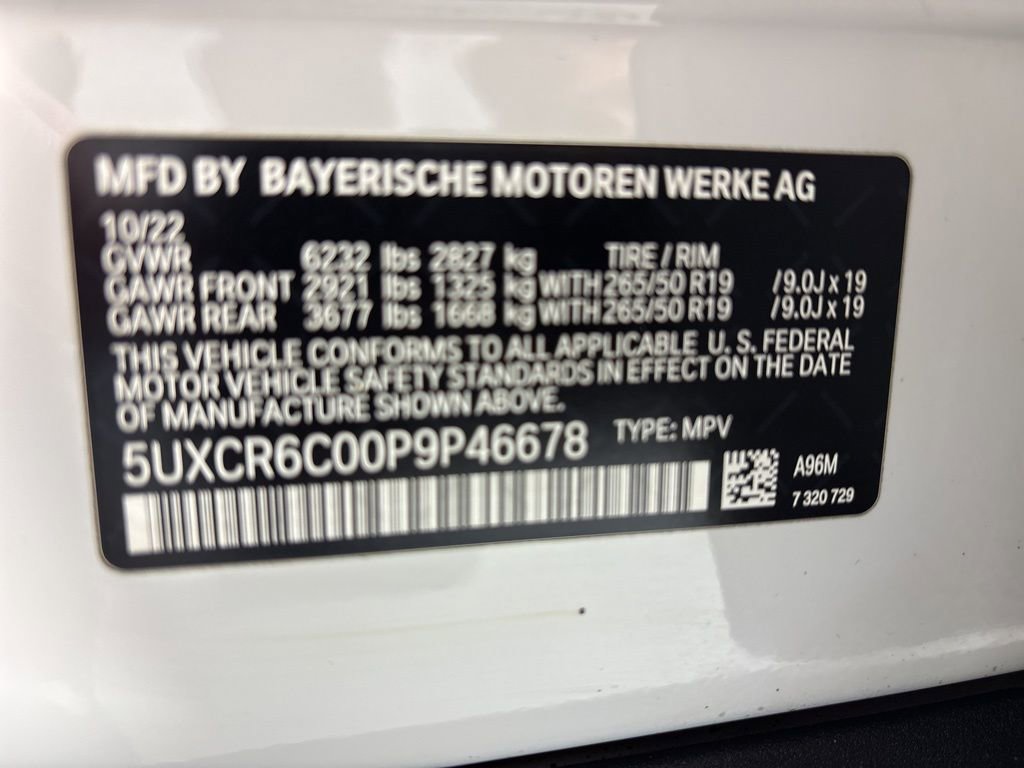 MFD BY BAYERISCHE MOTOREN WERKE AG
10/22
GVWR 6232 lbs 2827 kg TIRE / RIM
GAWR FRONT 2921 lbs 1325 kg WITH 265/50 R19 /9.0J x 19
GAWR REAR 3677 lbs 1668 kg WITH 265/50 R19 /9.0J x 19
THIS VEHICLE CONFORMS TO ALL APPLICABLE U. S. FEDERAL
MOTOR VEHICLE SAFETY STANDARDS IN EFFECT ON THE DATE
OF MANUFACTURE SHOWN ABOVE.
5UXCR6C00P9P46678 TYPE: MPV
A96M
7 320 729